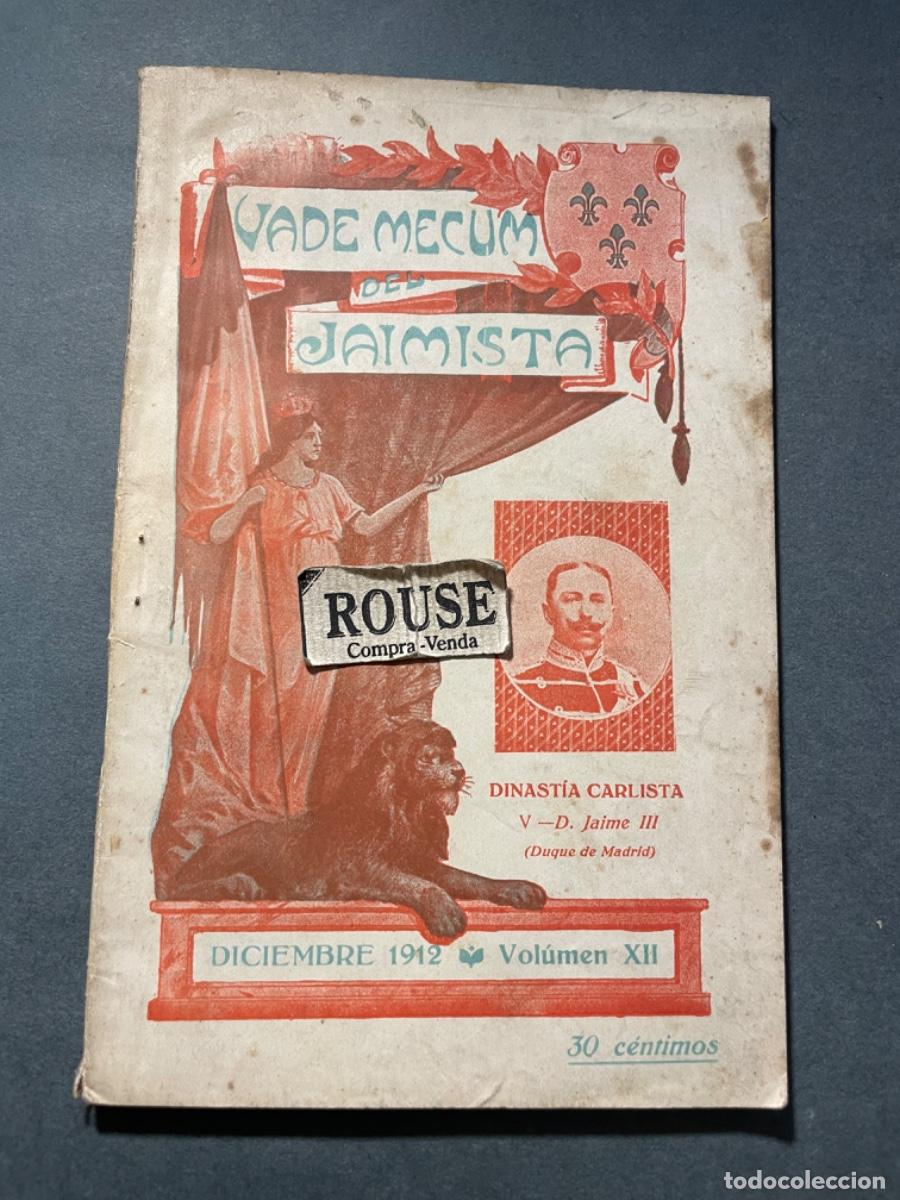 VADE MECUM
DEL
JAIMISTA
ROUSE
Compra-Venda
DINASTÍA CARLISTA
V —D. Jaime III
(Duque de Madrid)
DICIEMBRE 1912 Volúmen XII
30 céntimos
todocoleccion